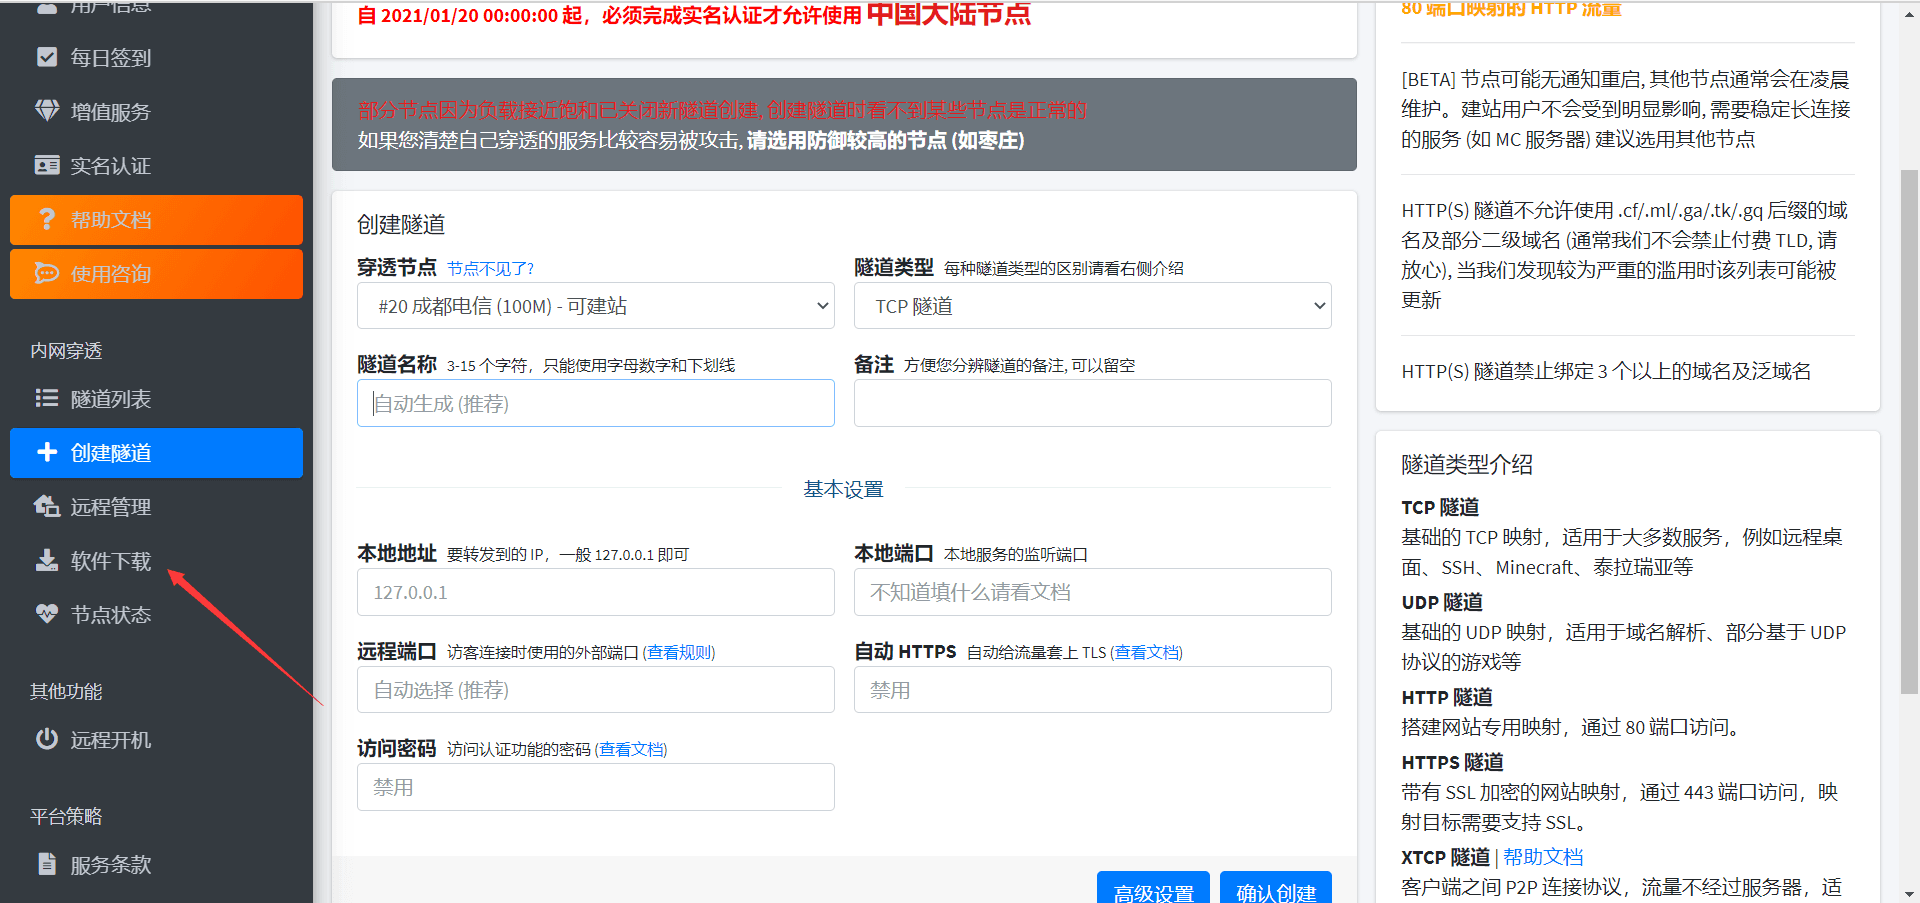 用户信息
每日签到
增值服务
实名认证
帮助文档
使用咨询
内网穿透
隧道列表
创建隧道
远程管理
软件下载
节点状态
其他功能
远程开机
平台策略
服务条款
自 2021/01/20 00:00:00 起，必须完成实名认证才允许使用 中国大陆节点
部分节点因为负载接近饱和已关闭新隧道创建, 创建隧道时看不到某些节点是正常的
如果您清楚自己穿透的服务比较容易被攻击, 请选用防御较高的节点 (如枣庄)
创建隧道
穿透节点 节点不见了?
#20 成都电信 (100M) - 可建站
隧道类型 每种隧道类型的区别请看右侧介绍
TCP 隧道
隧道名称 3-15 个字符，只能使用字母数字和下划线
自动生成 (推荐)
备注 方便您分辨隧道的备注, 可以留空
基本设置
本地地址 要转发到的 IP，一般 127.0.0.1 即可
127.0.0.1
本地端口 本地服务的监听端口
不知道填什么请看文档
远程端口 访客连接时使用的外部端口 (查看规则)
自动选择 (推荐)
自动 HTTPS 自动给流量套上 TLS (查看文档)
禁用
访问密码 访问认证功能的密码 (查看文档)
禁用
高级设置
确认创建
80 端口映射的 HTTP 流量
[BETA] 节点可能无通知重启, 其他节点通常会在凌晨
维护。建站用户不会受到明显影响, 需要稳定长连接
的服务 (如 MC 服务器) 建议选用其他节点
HTTP(S) 隧道不允许使用 .cf/.ml/.ga/.tk/.gq 后缀的域
名及部分二级域名 (通常我们不会禁止付费 TLD, 请
放心), 当我们发现较为严重的滥用时该列表可能被
更新
HTTP(S) 隧道禁止绑定 3 个以上的域名及泛域名
隧道类型介绍
TCP 隧道
基础的 TCP 映射，适用于大多数服务，例如远程桌
面、SSH、Minecraft、泰拉瑞亚等
UDP 隧道
基础的 UDP 映射，适用于域名解析、部分基于 UDP
协议的游戏等
HTTP 隧道
搭建网站专用映射，通过 80 端口访问。
HTTPS 隧道
带有 SSL 加密的网站映射，通过 443 端口访问，映
射目标需要支持 SSL。
XTCP 隧道 | 帮助文档
客户端之间 P2P 连接协议，流量不经过服务器，适